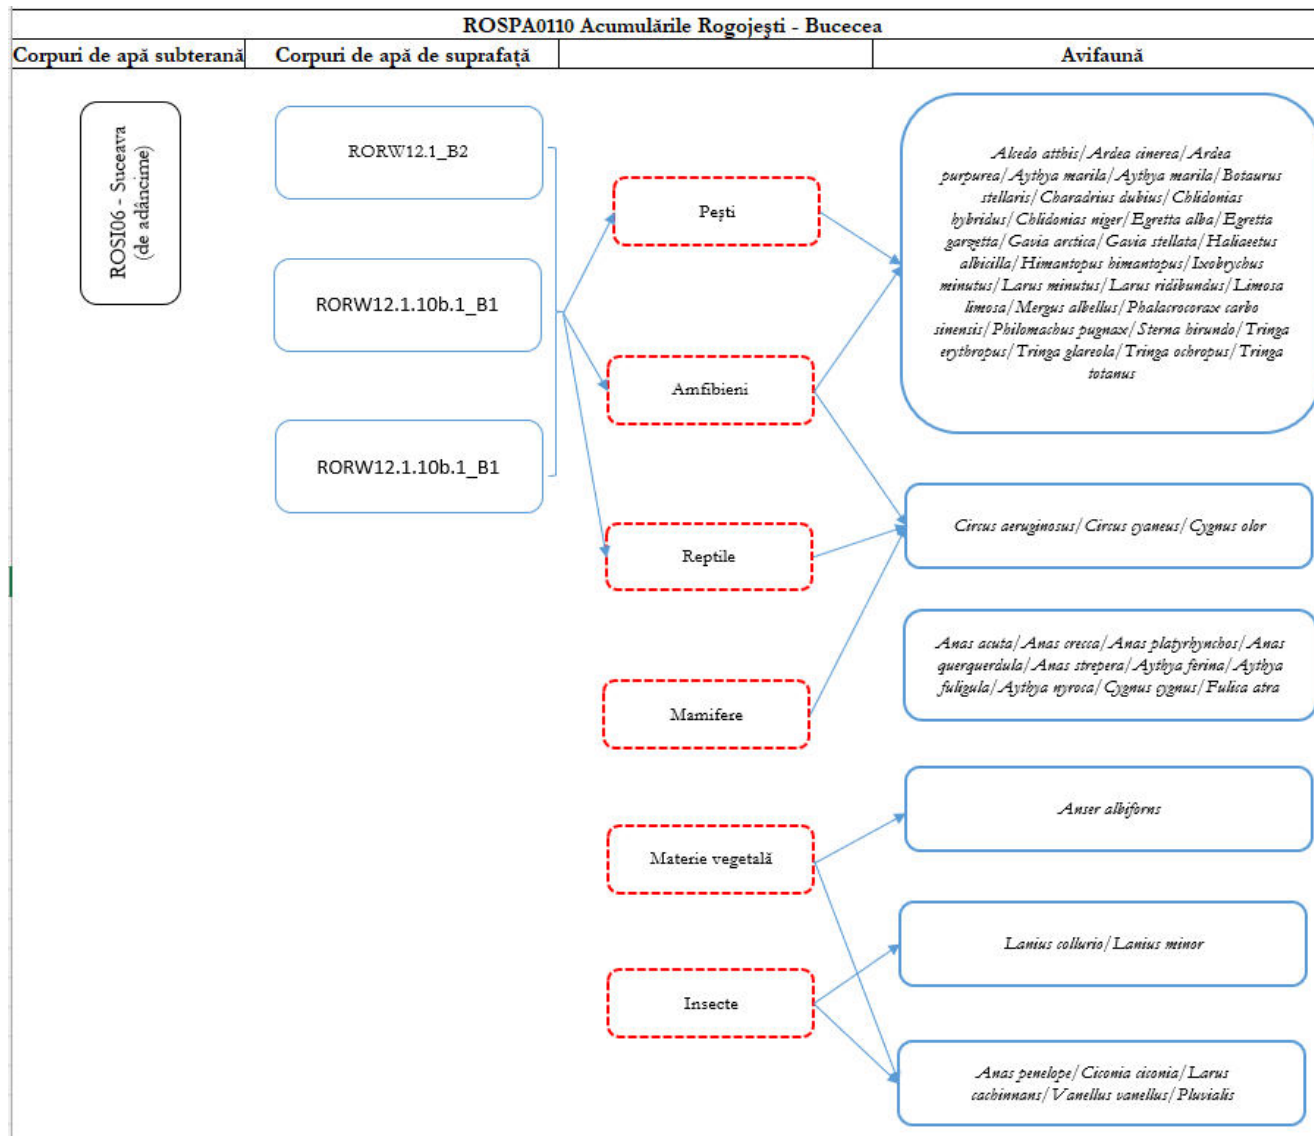 ROSPA0110 Acumulările Rogojești - Bucecea
Corpuri de apă subterană
Corpuri de apă de suprafață
Avifaună
ROSI06 - Suceava
(de adâncime)
RORW12.1_B2
RORW12.1.10b.1_B1
RORW12.1.10b.1_B1
Pești
Amfibieni
Reptile
Mamifere
Materie vegetală
Insecte
Alcedo atthis/Ardea cinerea/Ardea
purpurea/Aythya marila/Aythya marila/Botaurus
stellaris/Charadrius dubius/Chlidonias
hybridus/Chlidonias niger/Egretta alba/Egretta
garzetta/Gavia arctica/Gavia stellata/Haliaeetus
albicilla/Himantopus himantopus/Ixobrychus
minutus/Larus minutus/Larus ridibundus/Limosa
limosa/Mergus albellus/Phalacrocorax carbo
sinensis/Philomachus pugnax/Sterna hirundo/Tringa
erythropus/Tringa glareola/Tringa ochropus/Tringa
totanus
Circus aeruginosus/Circus cyaneus/Cygnus olor
Anas acuta/Anas crecca/Anas platyrhynchos/Anas
querquerdula/Anas strepera/Aythya ferina/Aythya
fuligula/Aythya nyroca/Cygnus cygnus/Fulica atra
Anser albiforns
Lanius collurio/Lanius minor
Anas penelope/Ciconia ciconia/Larus
cachinnans/Vanellus vanellus/Pluvialis